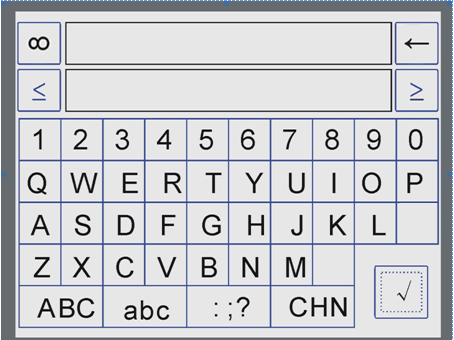 ∞ ←
≤ ≥
1 2 3 4 5 6 7 8 9 0
Q W E R T Y U I O P
A S D F G H J K L
Z X C V B N M
ABC abc : ;? CHN √